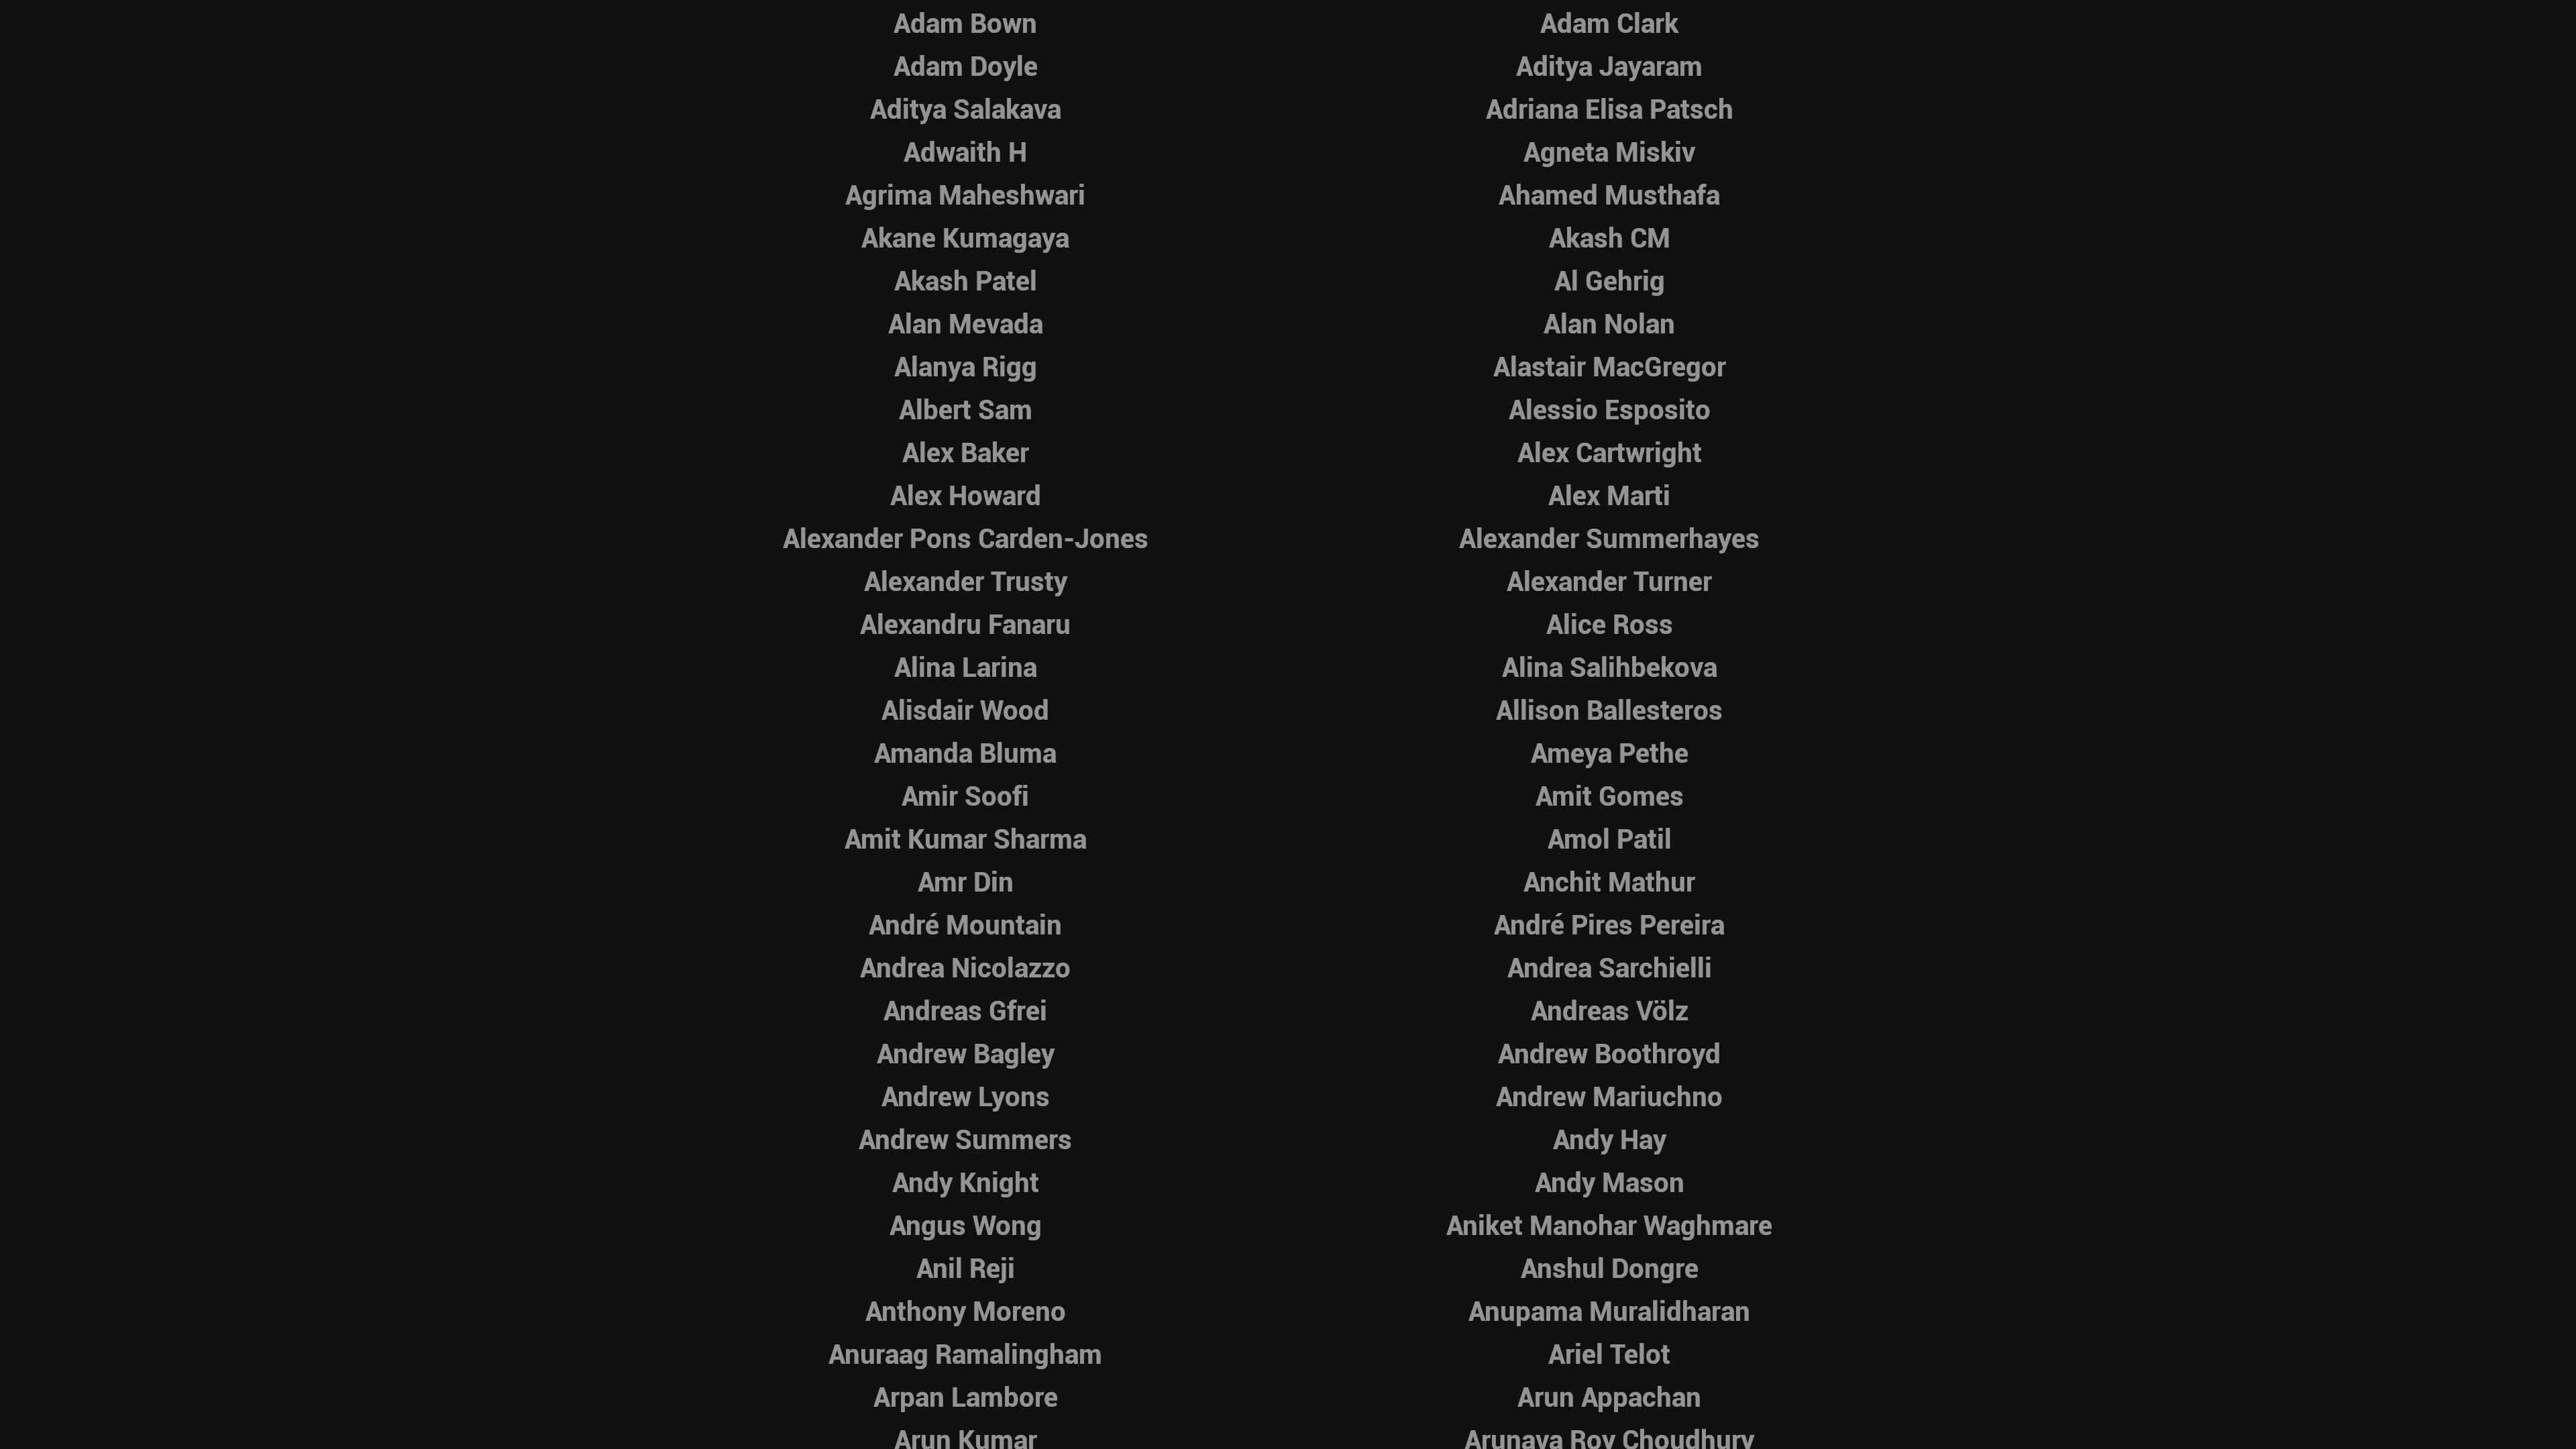 Adam Bown Adam Clark
Adam Doyle Aditya Jayaram
Aditya Salakava Adriana Elisa Patsch
Adwaith H Agneta Miskiv
Agrima Maheshwari Ahamed Musthafa
Akane Kumagaya Akash CM
Akash Patel Al Gehrig
Alan Mevada Alan Nolan
Alanya Rigg Alastair MacGregor
Albert Sam Alessio Esposito
Alex Baker Alex Cartwright
Alex Howard Alex Marti
Alexander Pons Carden-Jones Alexander Summerhayes
Alexander Trusty Alexander Turner
Alexandru Fanaru Alice Ross
Alina Larina Alina Salihbekova
Alisdair Wood Allison Ballesteros
Amanda Bluma Ameya Pethe
Amir Soofi Amit Gomes
Amit Kumar Sharma Amol Patil
Amr Din Anchit Mathur
André Mountain André Pires Pereira
Andrea Nicolazzo Andrea Sarchielli
Andreas Gfrei Andreas Völz
Andrew Bagley Andrew Boothroyd
Andrew Lyons Andrew Mariuchno
Andrew Summers Andy Hay
Andy Knight Andy Mason
Angus Wong Aniket Manohar Waghmare
Anil Reji Anshul Dongre
Anthony Moreno Anupama Muralidharan
Anuraag Ramalingham Ariel Telot
Arpan Lambore Arun Appachan
Arun Kumar Arunava Roy Choudhury